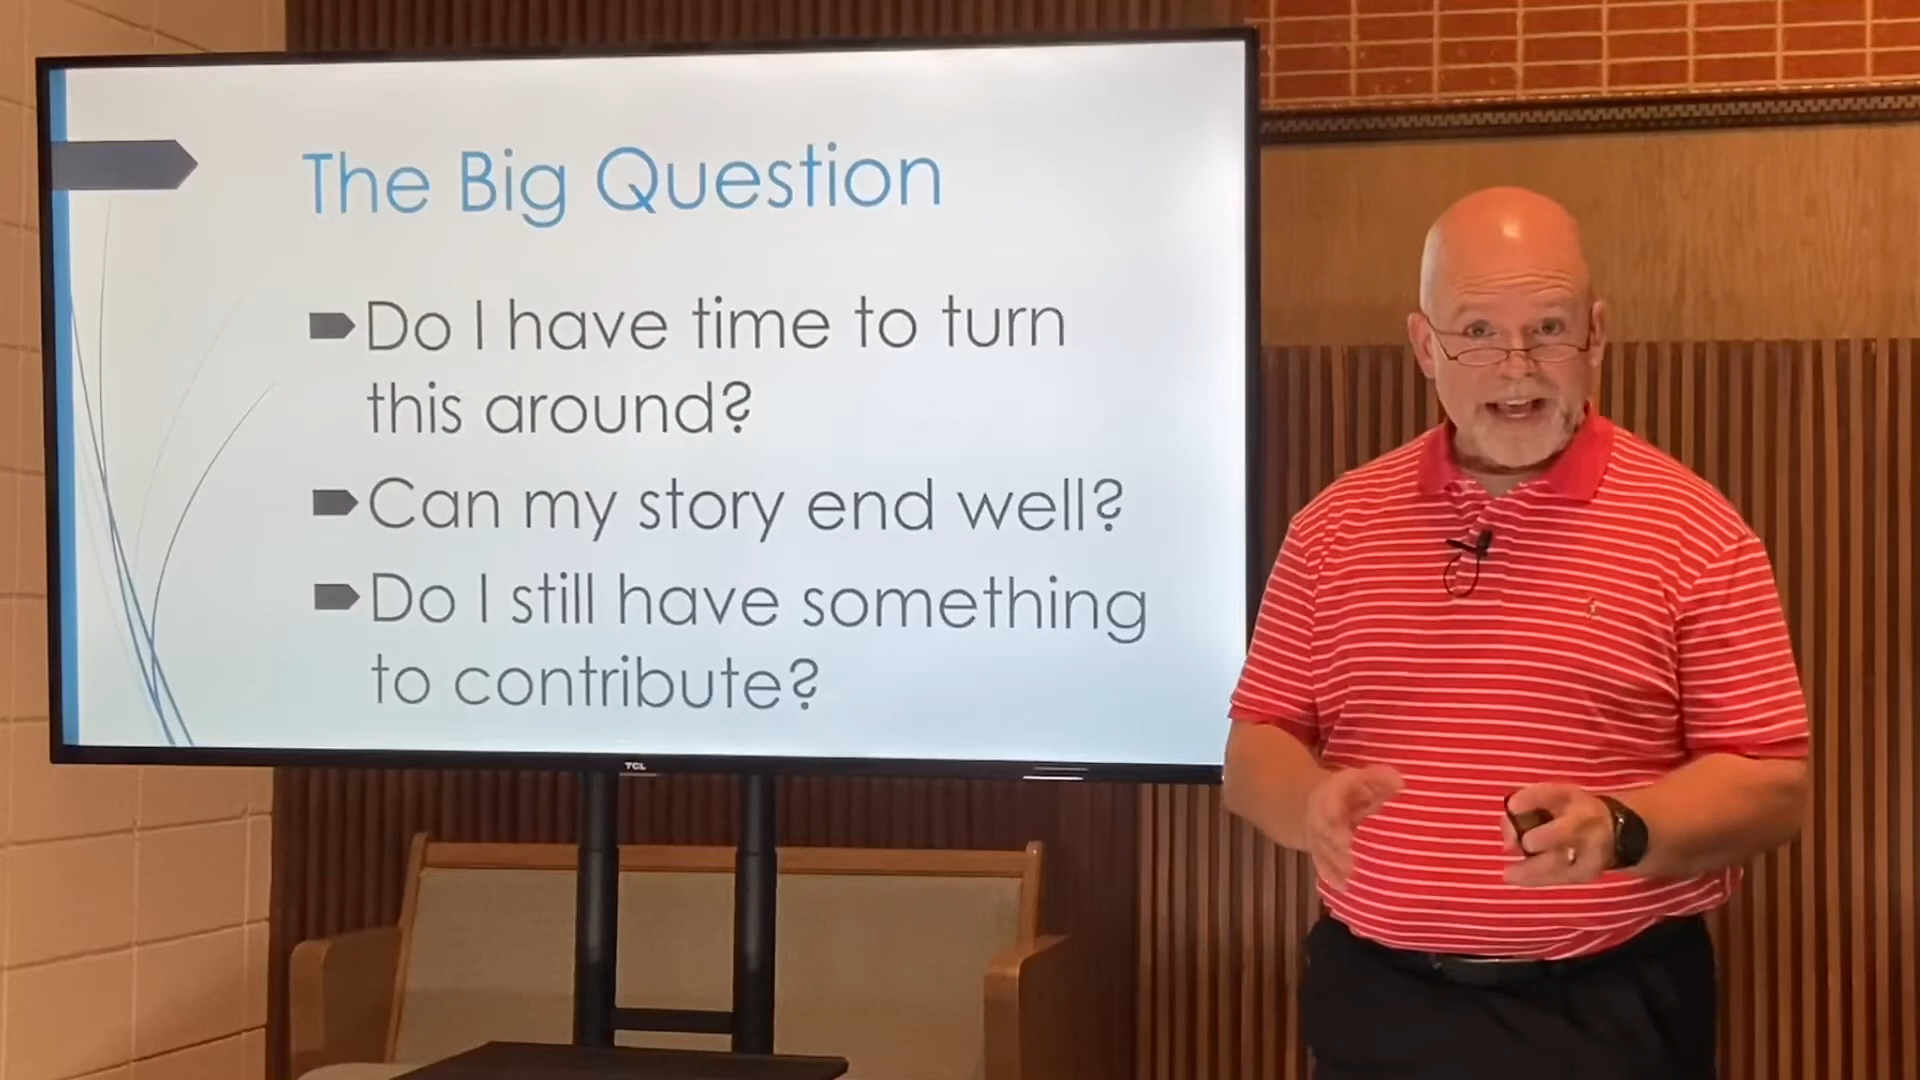 The Big Question
Do I have time to turn
this around?
Can my story end well?
Do I still have something
to contribute?
TCL